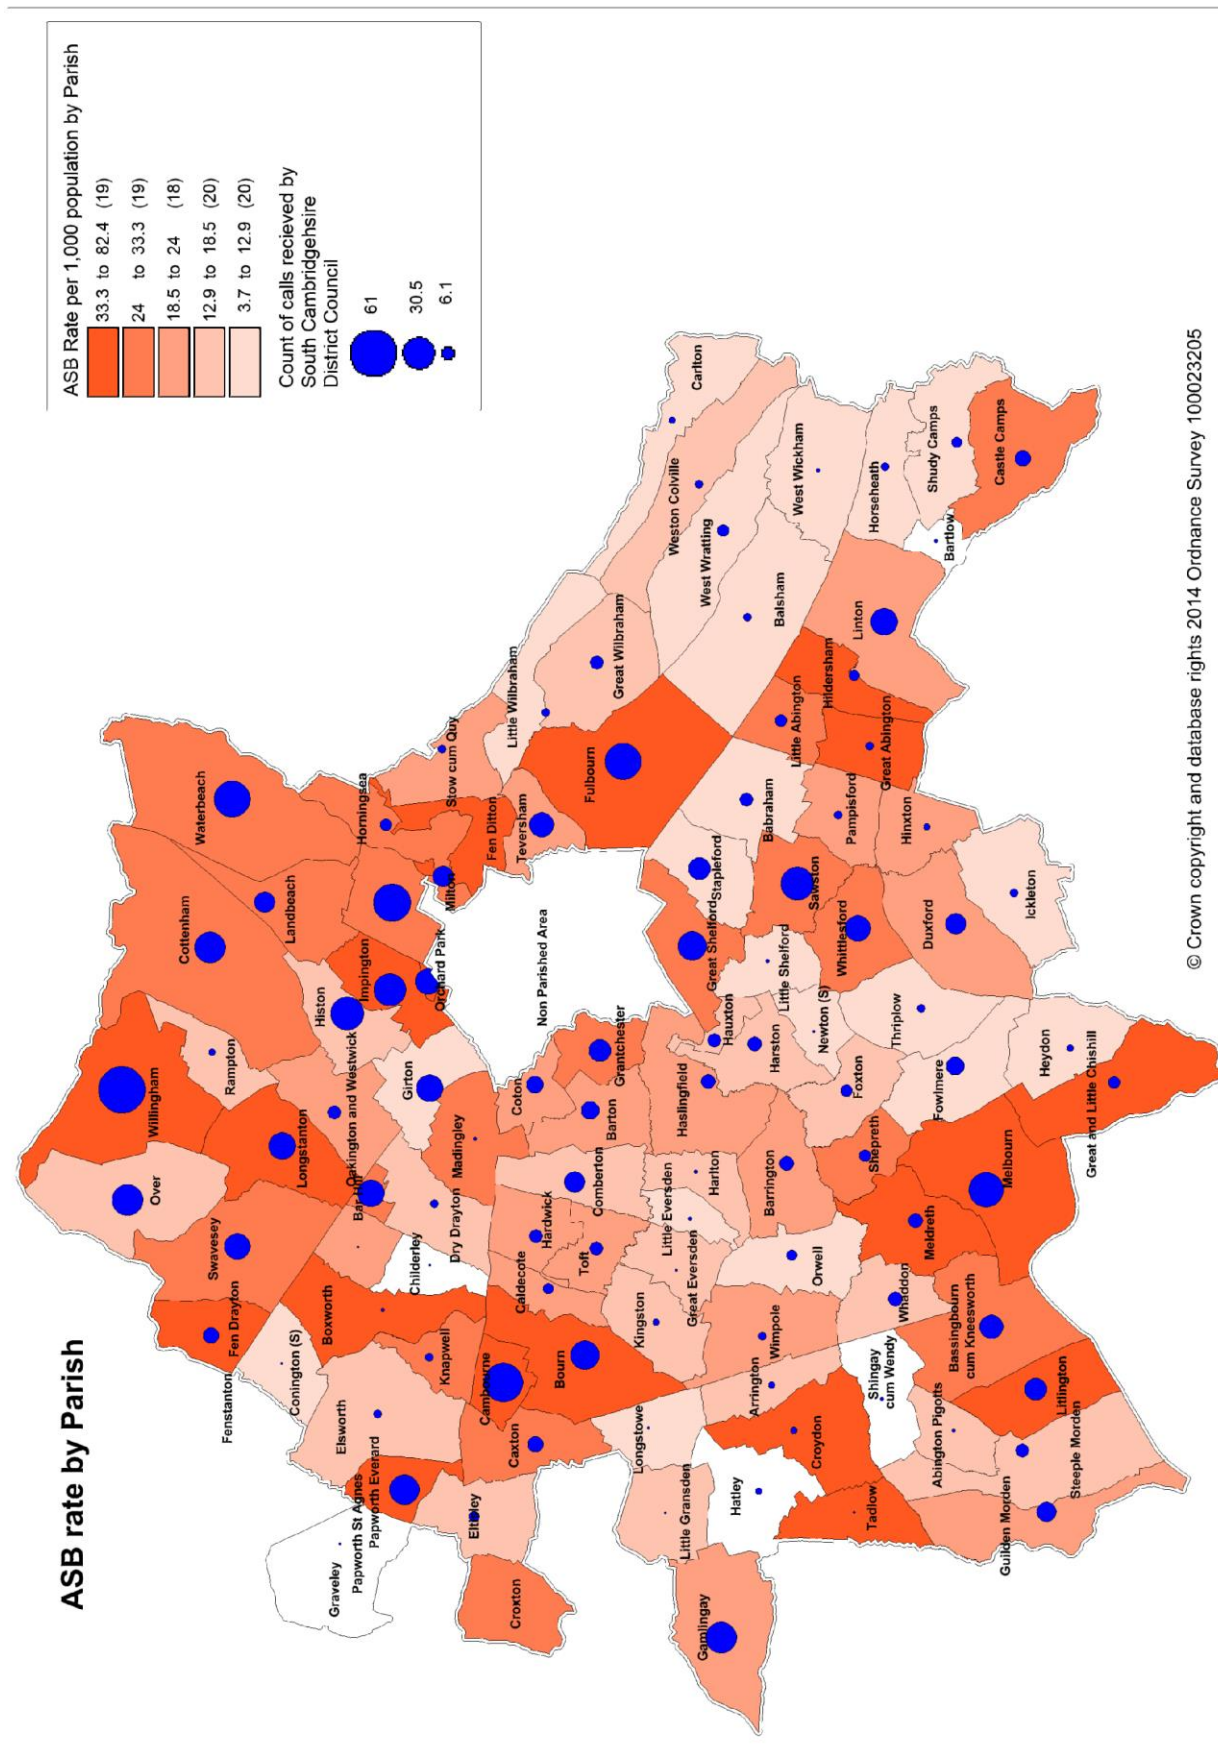 ASB rate by Parish
ASB Rate per 1,000 population by Parish
33.3 to 82.4 (19)
24 to 33.3 (19)
18.5 to 24 (18)
12.9 to 18.5 (20)
3.7 to 12.9 (20)
Count of calls recieved by
South Cambridgehsire
District Council
61
30.5
6.1
Willingham
Over
Cottenham
Waterbeach
Swavesey
Rampton
Longstanton
Landbeach
Fen Drayton
Histon
Horningsea
Oakington and Westwick
Impington
Fenstanton
Conington (S)
Boxworth
Bar Hill
Childerley
Girton
Milton
Orchard Park
Stow cum Quy
Elsworth
Knapwell
Dry Drayton
Madingley
Fen Ditton
Little Wilbraham
Graveley
Papworth St Agnes
Papworth Everard
Cambourne
Teversham
Eltisley
Caxton
Caldecote
Hardwick
Coton
Non Parished Area
Croxton
Bourn
Toft
Comberton
Barton
Grantchester
Fulbourn
Great Wilbraham
Longstowe
Kingston
Little Eversden
Great Eversden
Harlton
Haslingfield
Hauxton
Great Shelford
Stapleford
Weston Colville
Carlton
Little Gransden
Gamlingay
Hatley
Arrington
Wimpole
Orwell
Barrington
Harston
Little Shelford
Babraham
West Wratting
Balsham
West Wickham
Croydon
Newton (S)
Sawston
Little Abington
Hildersham
Tadlow
Shingay
cum Wendy
Whaddon
Shepreth
Foxton
Whittlesford
Pampisford
Great Abington
Linton
Horseheath
Abington Pigotts
Meldreth
Thriplow
Duxford
Hinxton
Bartlow
Shudy Camps
Guilden Morden
Bassingbourn
cum Kneesworth
Melbourn
Fowlmere
Castle Camps
Steeple Morden
Litlington
Heydon
Ickleton
Great and Little Chishill
© Crown copyright and database rights 2014 Ordnance Survey 100023205